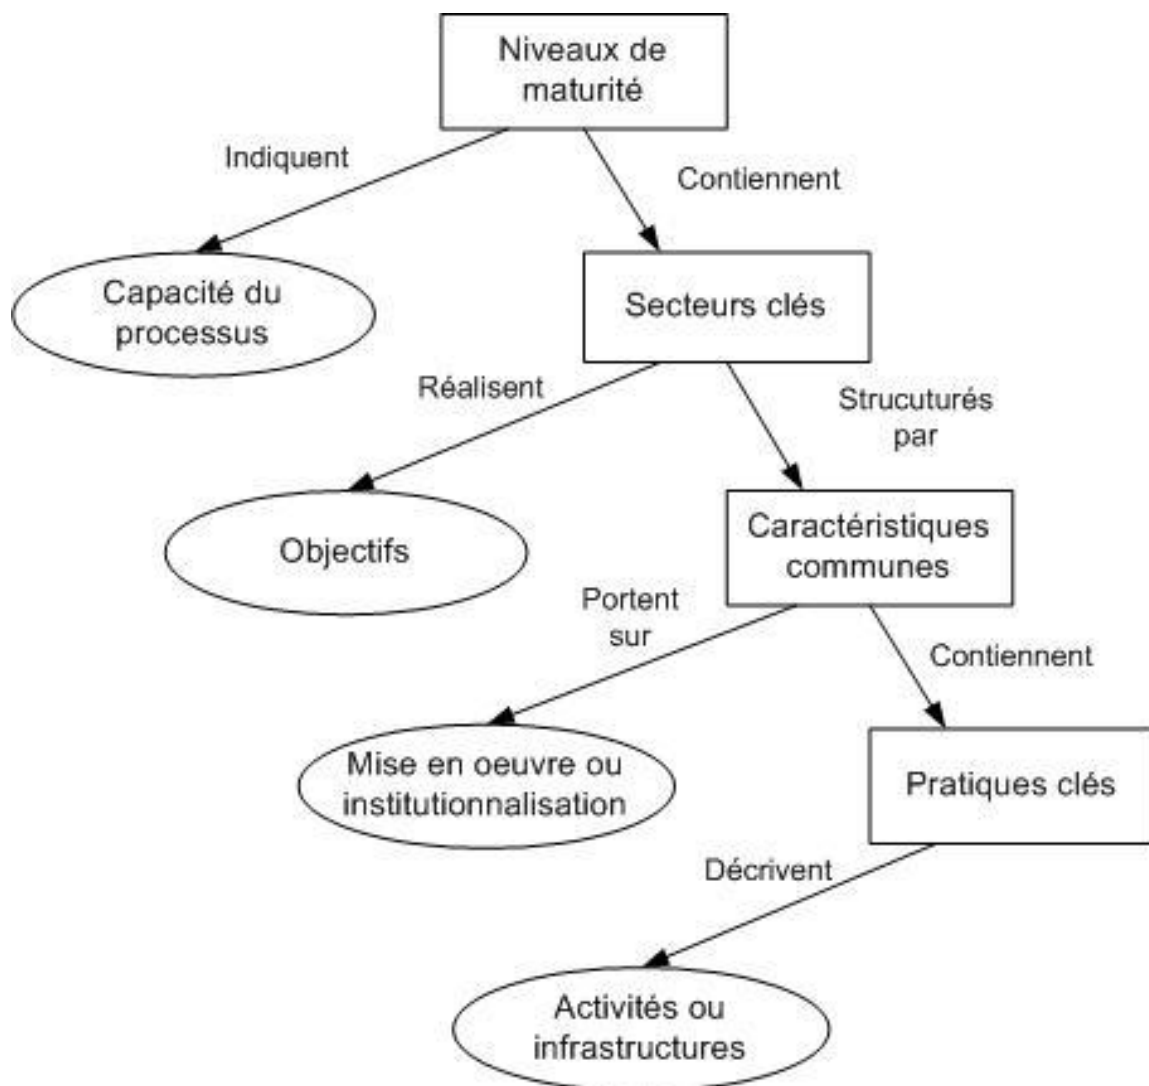 Niveaux de
maturité
Indiquent
Contiennent
Capacité du
processus
Secteurs clés
Réalisent
Strucuturés
par
Objectifs
Caractéristiques
communes
Portent
sur
Contiennent
Mise en oeuvre ou
institutionnalisation
Pratiques clés
Décrivent
Activités ou
infrastructures